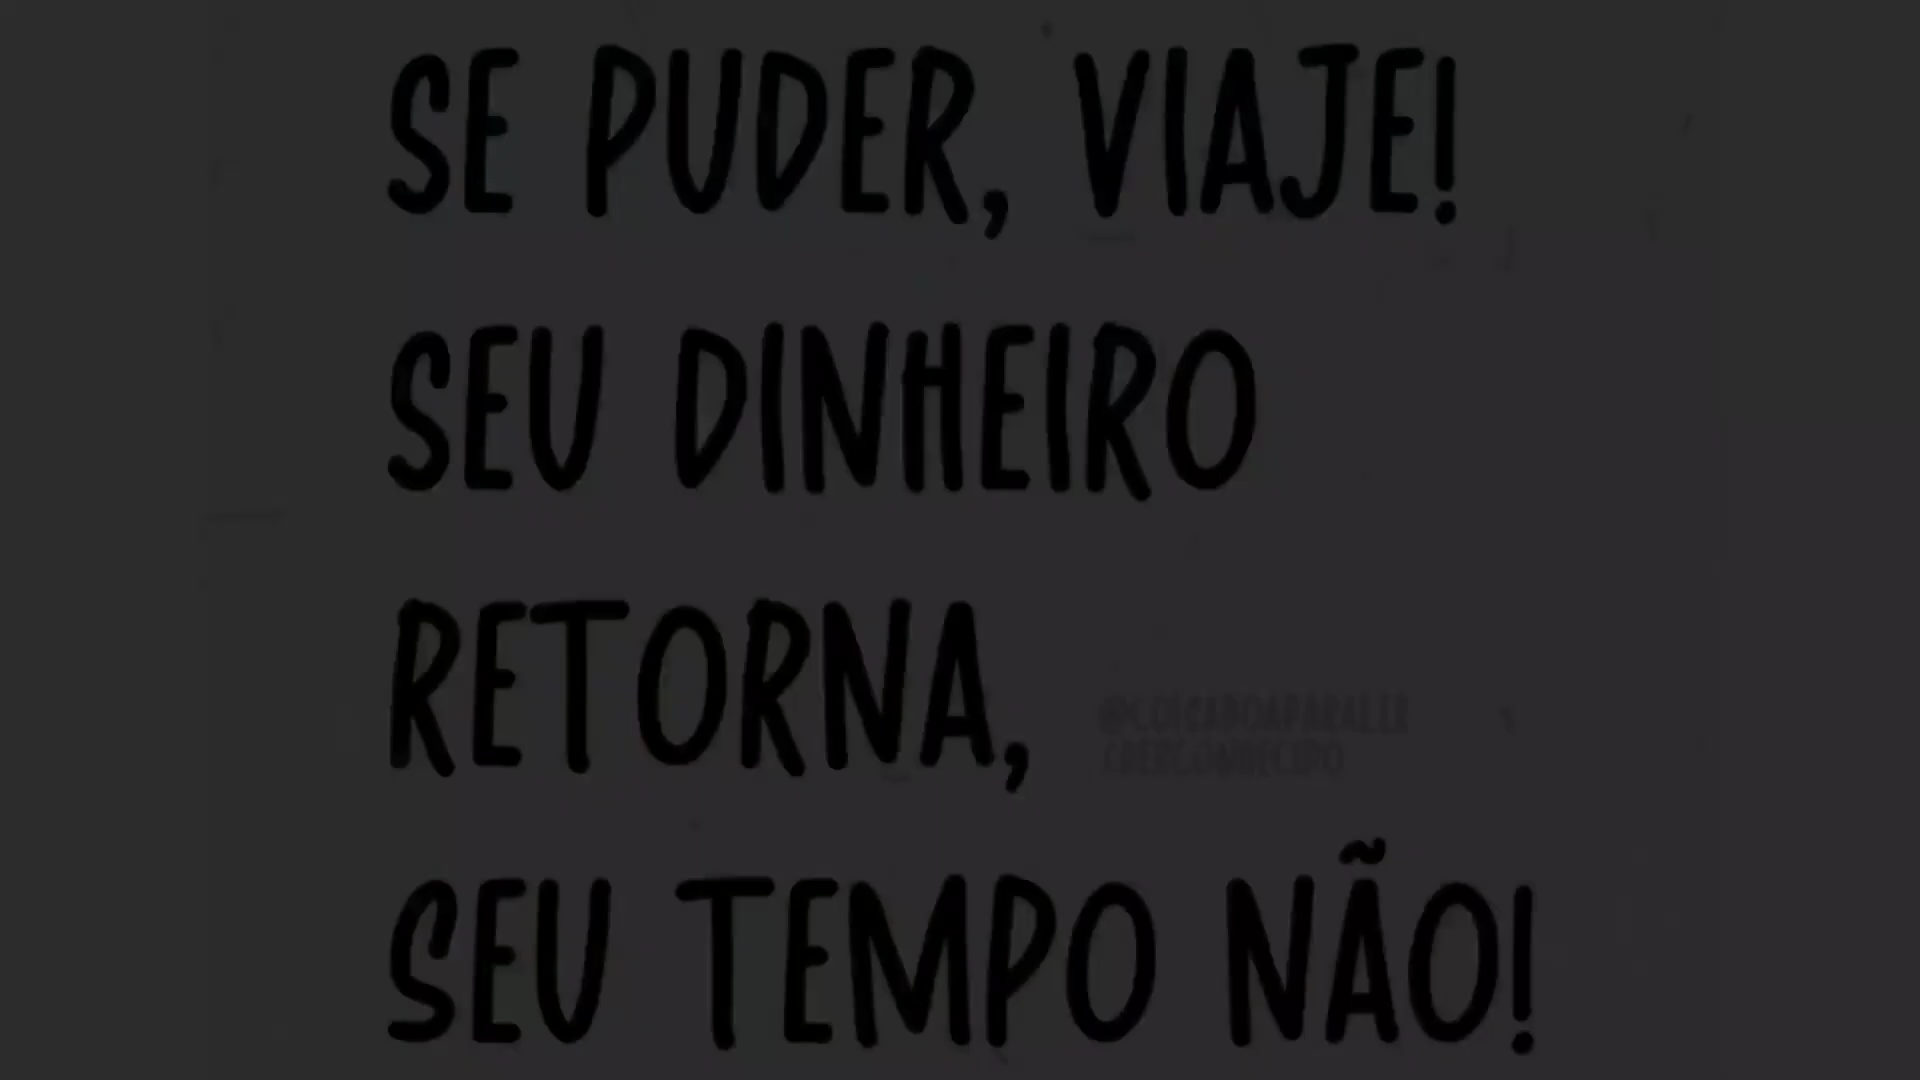 SE PUDER, VIAJE!
SEU DINHEIRO
RETORNA,
SEU TEMPO NÃO!